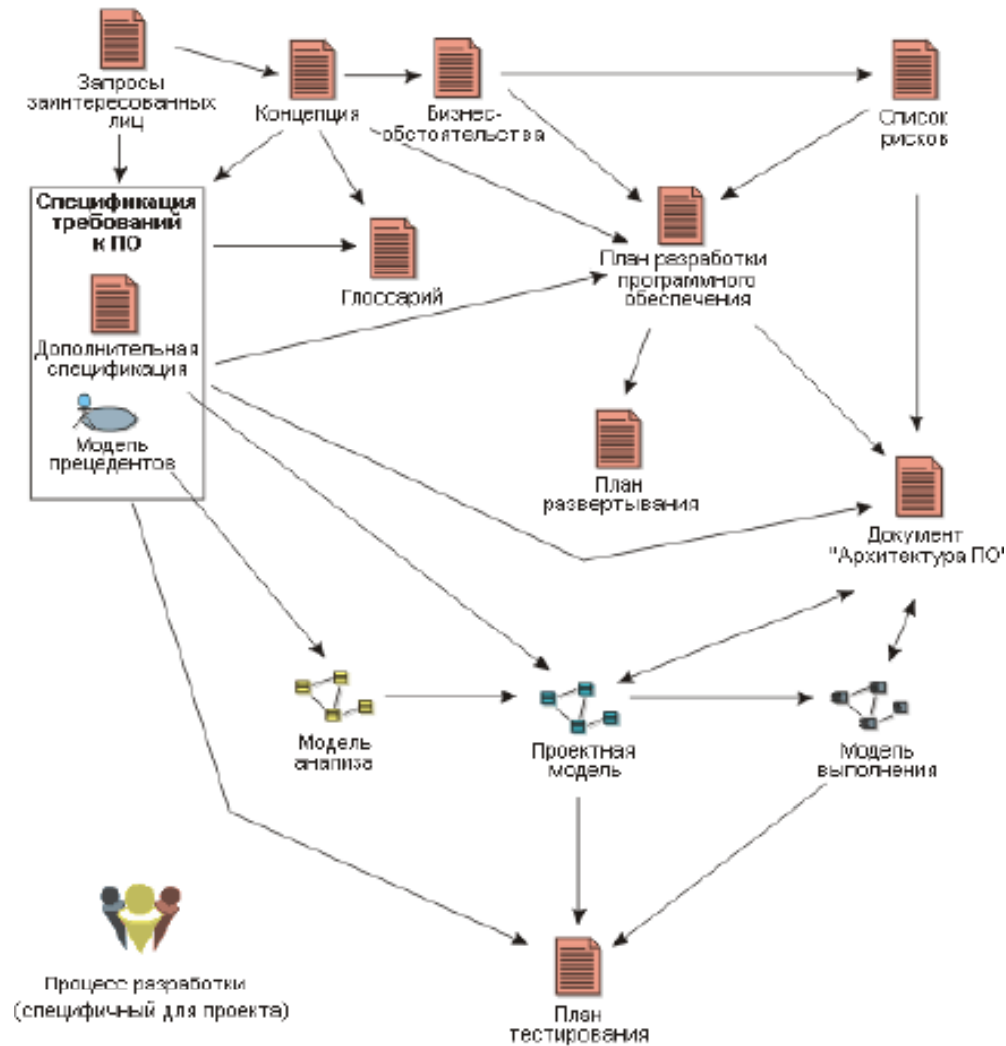 Запросы
заинтересованных
лиц
Концепция
Бизнес-
обстоятельства
Список
рисков
Спецификация
требований
к ПО
Дополнительная
спецификация
Модель
прецедентов
Глоссарий
План разработки
программного
обеспечения
План
развертывания
Документ
"Архитектура ПО"
Модель
анализа
Проектная
модель
Модель
выполнения
Процесс разработки
(специфичный для проекта)
План
тестирования